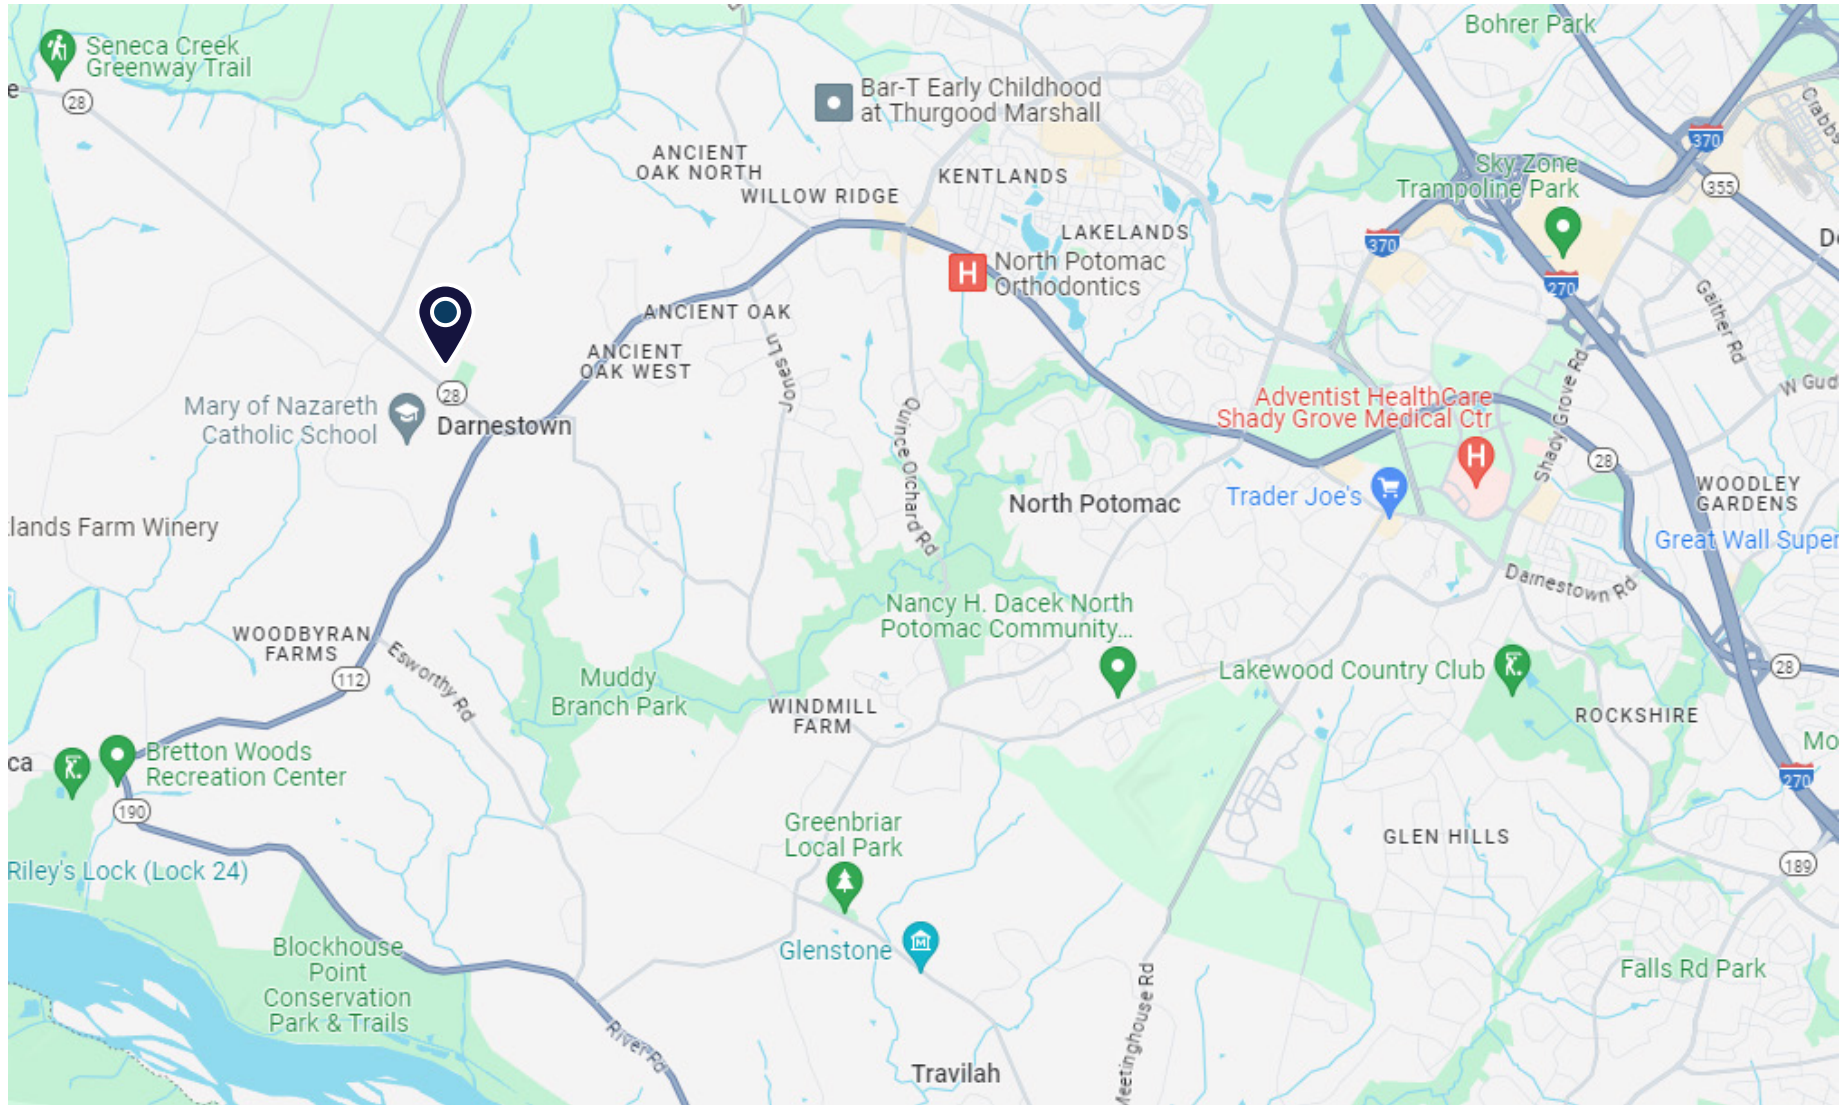 Bohrer Park
Seneca Creek
Greenway Trail
e
28
Bar-T Early Childhood
at Thurgood Marshall
370
ANCIENT
OAK NORTH
KENTLANDS
WILLOW RIDGE
Sky Zone
Trampoline Park
355
LAKELANDS
370
North Potomac
Orthodontics
H
270
Gaither Rd
ANCIENT OAK
ANCIENT
OAK WEST
Jones Ln
28
Mary of Nazareth
Catholic School
Darnestown
Quince Orchard Rd
Adventist HealthCare
Shady Grove Medical Ctr
H
Shady Grove Rd
W Gud
28
WOODLEY
GARDENS
Trader Joe's
North Potomac
lands Farm Winery
Great Wall Super
Darnestown Rd
Nancy H. Dacek North
Potomac Community...
WOODBYRAN
FARMS
112
Esworthy Rd
Muddy
Branch Park
WINDMILL
FARM
Lakewood Country Club
28
ROCKSHIRE
Mo
ca
Bretton Woods
Recreation Center
190
270
Greenbriar
Local Park
GLEN HILLS
189
Riley's Lock (Lock 24)
Blockhouse
Point
Conservation
Park & Trails
Glenstone
M
Falls Rd Park
River Rd
Meetinghouse Rd
Travilah